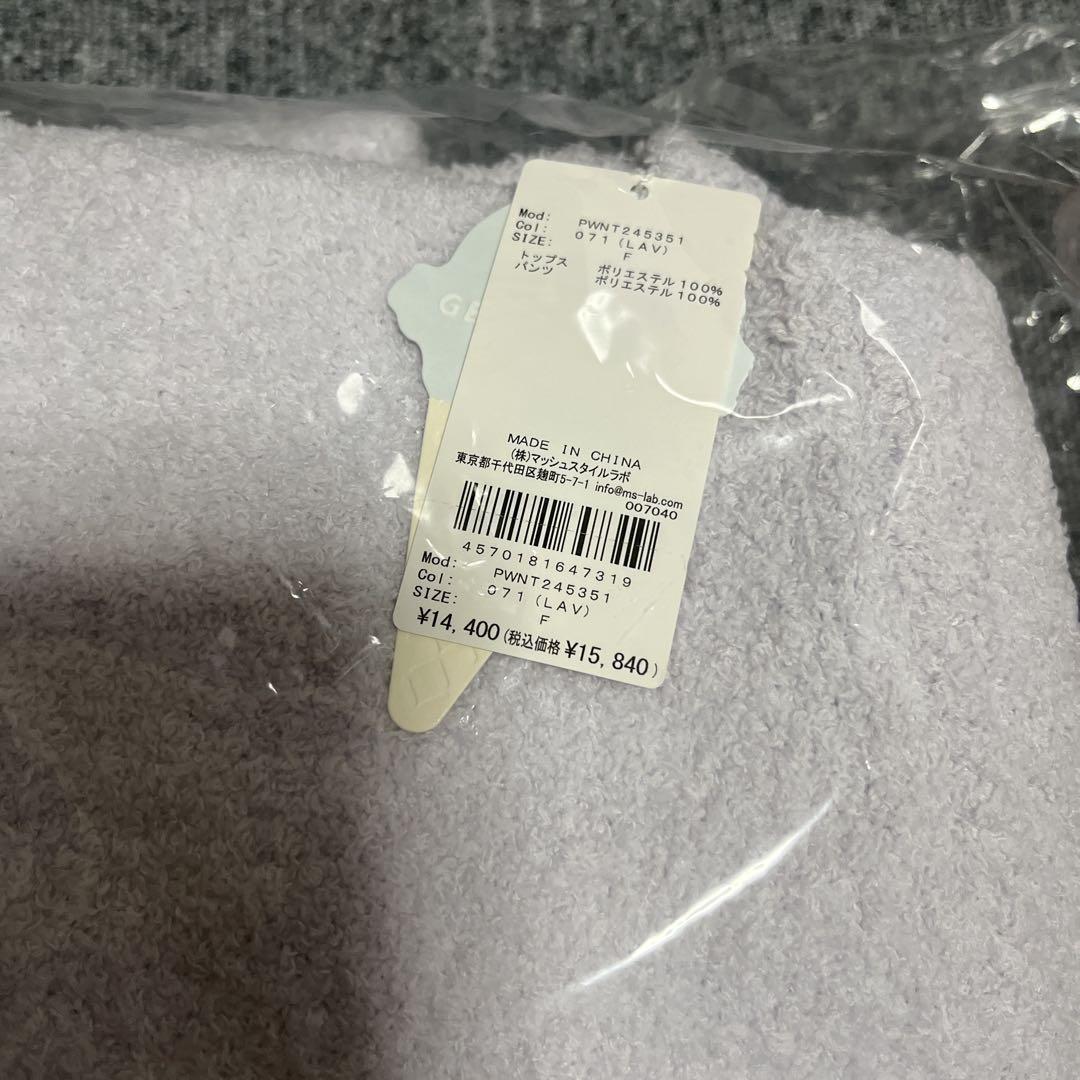 Mod: PWNT245351
Col: 071(LAV)
SIZE: F
トップス ポリエステル100%
パンツ ポリエステル100%
MADE IN CHINA
(株)マッシュスタイルラボ
東京都千代田区麹町5-7-1 info@ms-lab.com
007040
4570181647319
Mod: PWNT245351
Col: 071(LAV)
SIZE: F
¥14,400(税込価格¥15,840)